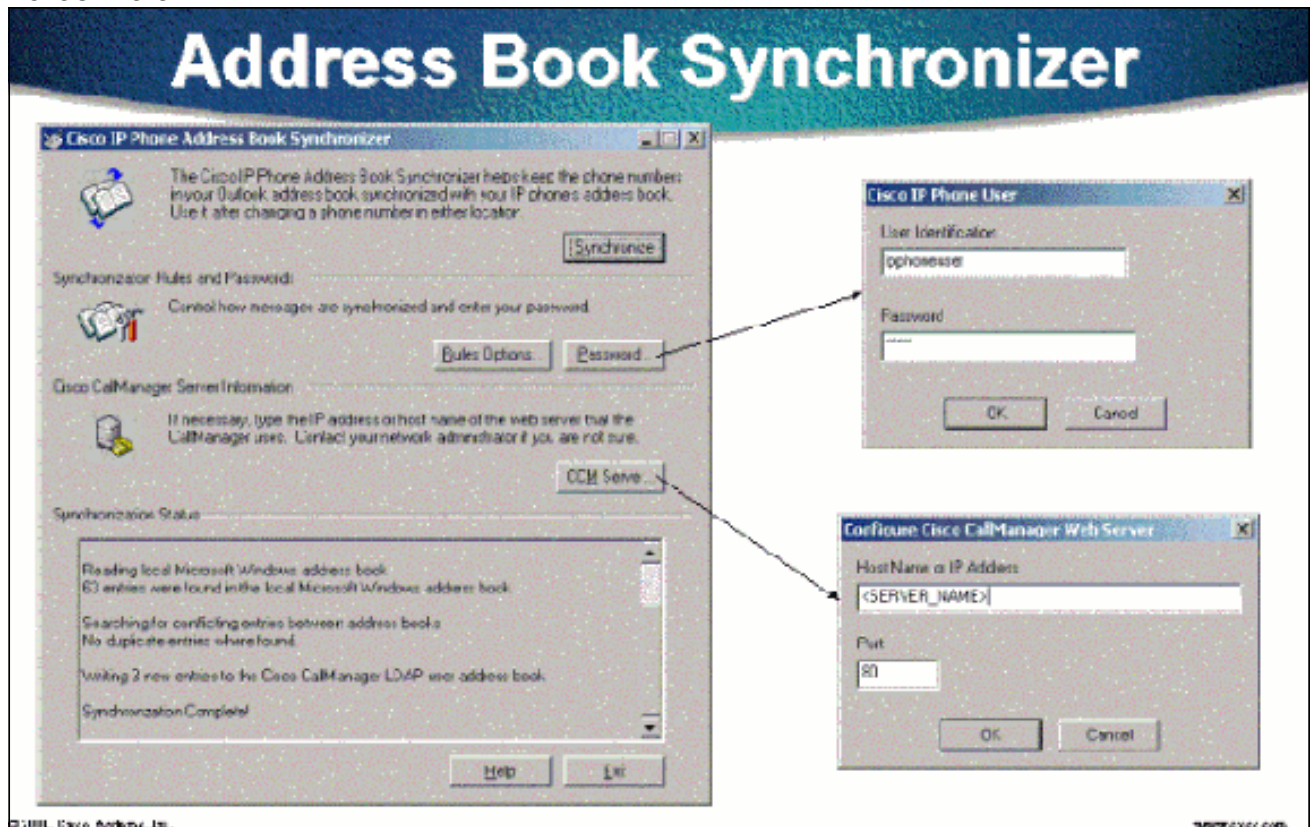 Address Book Synchronizer
Cisco IP Phone Address Book Synchronizer
The Cisco IP Phone Address Book Synchronizer helps keep the phone numbers
in your Outlook address book synchronized with your IP phone's address book.
Use it after changing a phone number in either location.
Synchronize
Synchronization Rules and Passwords
Control how messages are synchronized and enter your password.
Rules Options...
Password...
Cisco CallManager Server Information
If necessary, type the IP address or host name of the web server that the
CallManager uses. Contact your network administrator if you are not sure.
CCM Server...
Synchronization Status
Reading local Microsoft Windows address book
63 entries were found in the local Microsoft Windows address book.
Searching for conflicting entries between address books
No duplicate entries where found.
Writing 3 new entries to the Cisco CallManager LDAP user address book.
Synchronization Complete!
Help
Exit
Cisco IP Phone User
User Identification
ipphoneuser
Password
OK
Cancel
Configure Cisco CallManager Web Server
Host Name or IP Address
<SERVER_NAME>
Port
80
OK
Cancel